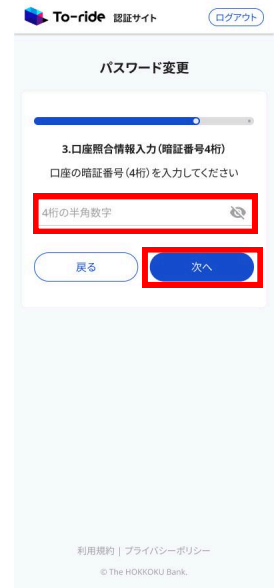 To-ride 認証サイト
ログアウト
パスワード変更
3.口座照合情報入力(暗証番号4桁)
口座の暗証番号(4桁)を入力してください
4桁の半角数字
戻る
次へ
利用規約 | プライバシーポリシー
© The HOKKOKU Bank.